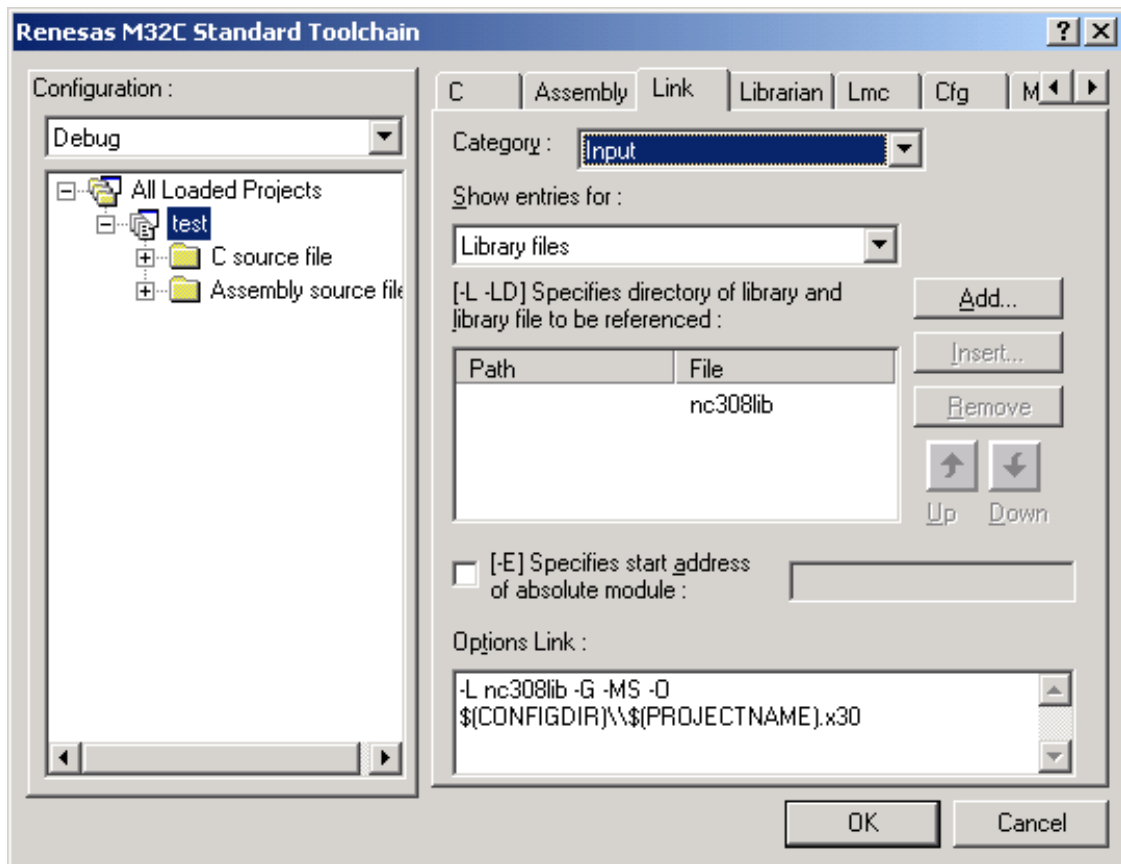 Renesas M32C Standard Toolchain
Configuration :
Debug
All Loaded Projects
test
C source file
Assembly source file
C Assembly Link Librarian Lmc Cfg M
Category : Input
Show entries for :
Library files
[-L -LD] Specifies directory of library and
library file to be referenced :
Add...
Insert...
Remove
Path File
nc308lib
Up Down
[-E] Specifies start address
of absolute module :
Options Link :
-L nc308lib -G -MS -O
$(CONFIGDIR)\\$(PROJECTNAME).x30
OK Cancel